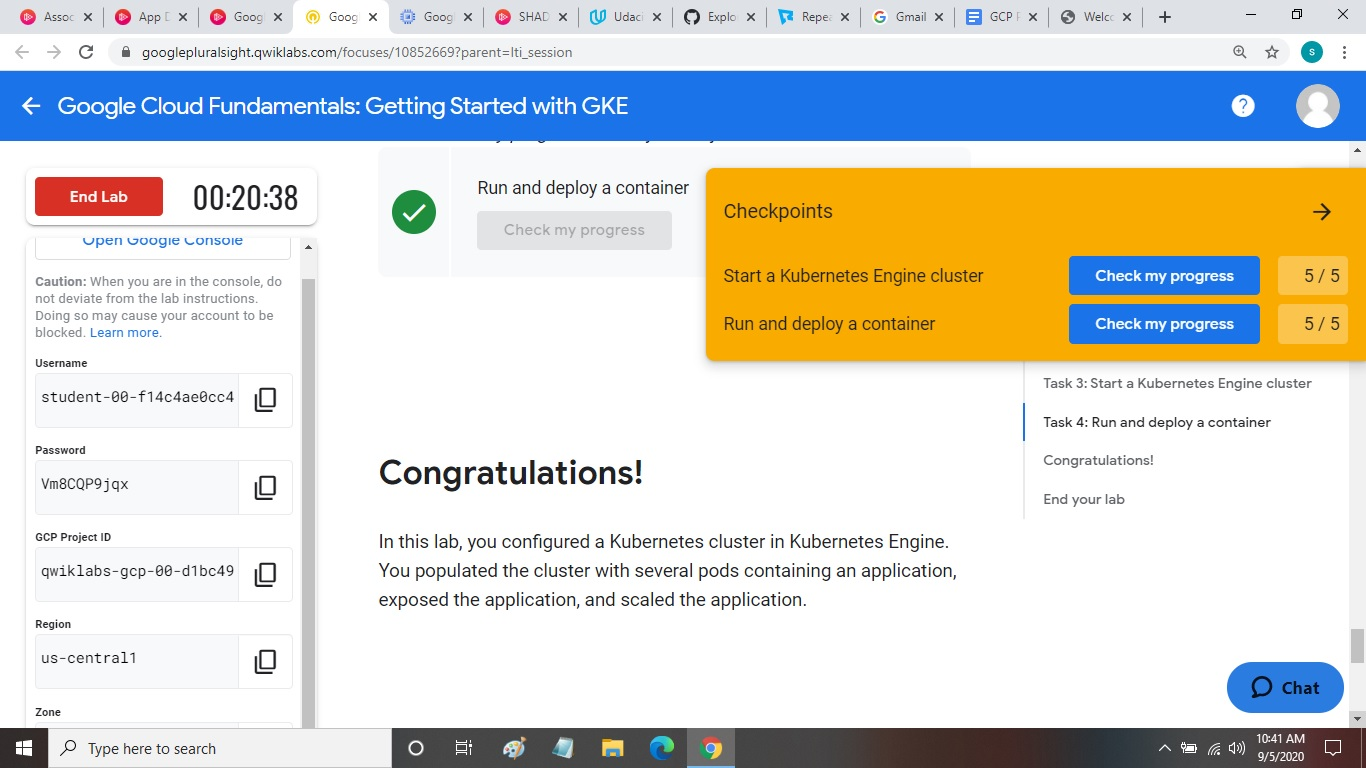 Assoc
App D
Goog
Goog
Goog
SHAD
Udaci
Explo
Repea
Gmail
GCP
Welco
googlepluralsight.qwiklabs.com/focuses/10852669?parent=lti_session
s
Google Cloud Fundamentals: Getting Started with GKE
End Lab
00:20:38
Open Google Console
Caution: When you are in the console, do
not deviate from the lab instructions.
Doing so may cause your account to be
blocked. Learn more.
Username
student-00-f14c4ae0cc4
Password
Vm8CQP9jqx
GCP Project ID
qwiklabs-gcp-00-d1bc49
Region
us-central1
Zone
Run and deploy a container
Check my progress
Checkpoints
Start a Kubernetes Engine cluster
Check my progress
5 / 5
Run and deploy a container
Check my progress
5 / 5
Task 3: Start a Kubernetes Engine cluster
Task 4: Run and deploy a container
Congratulations!
End your lab
Congratulations!
In this lab, you configured a Kubernetes cluster in Kubernetes Engine.
You populated the cluster with several pods containing an application,
exposed the application, and scaled the application.
Chat
Type here to search
10:41 AM
9/5/2020